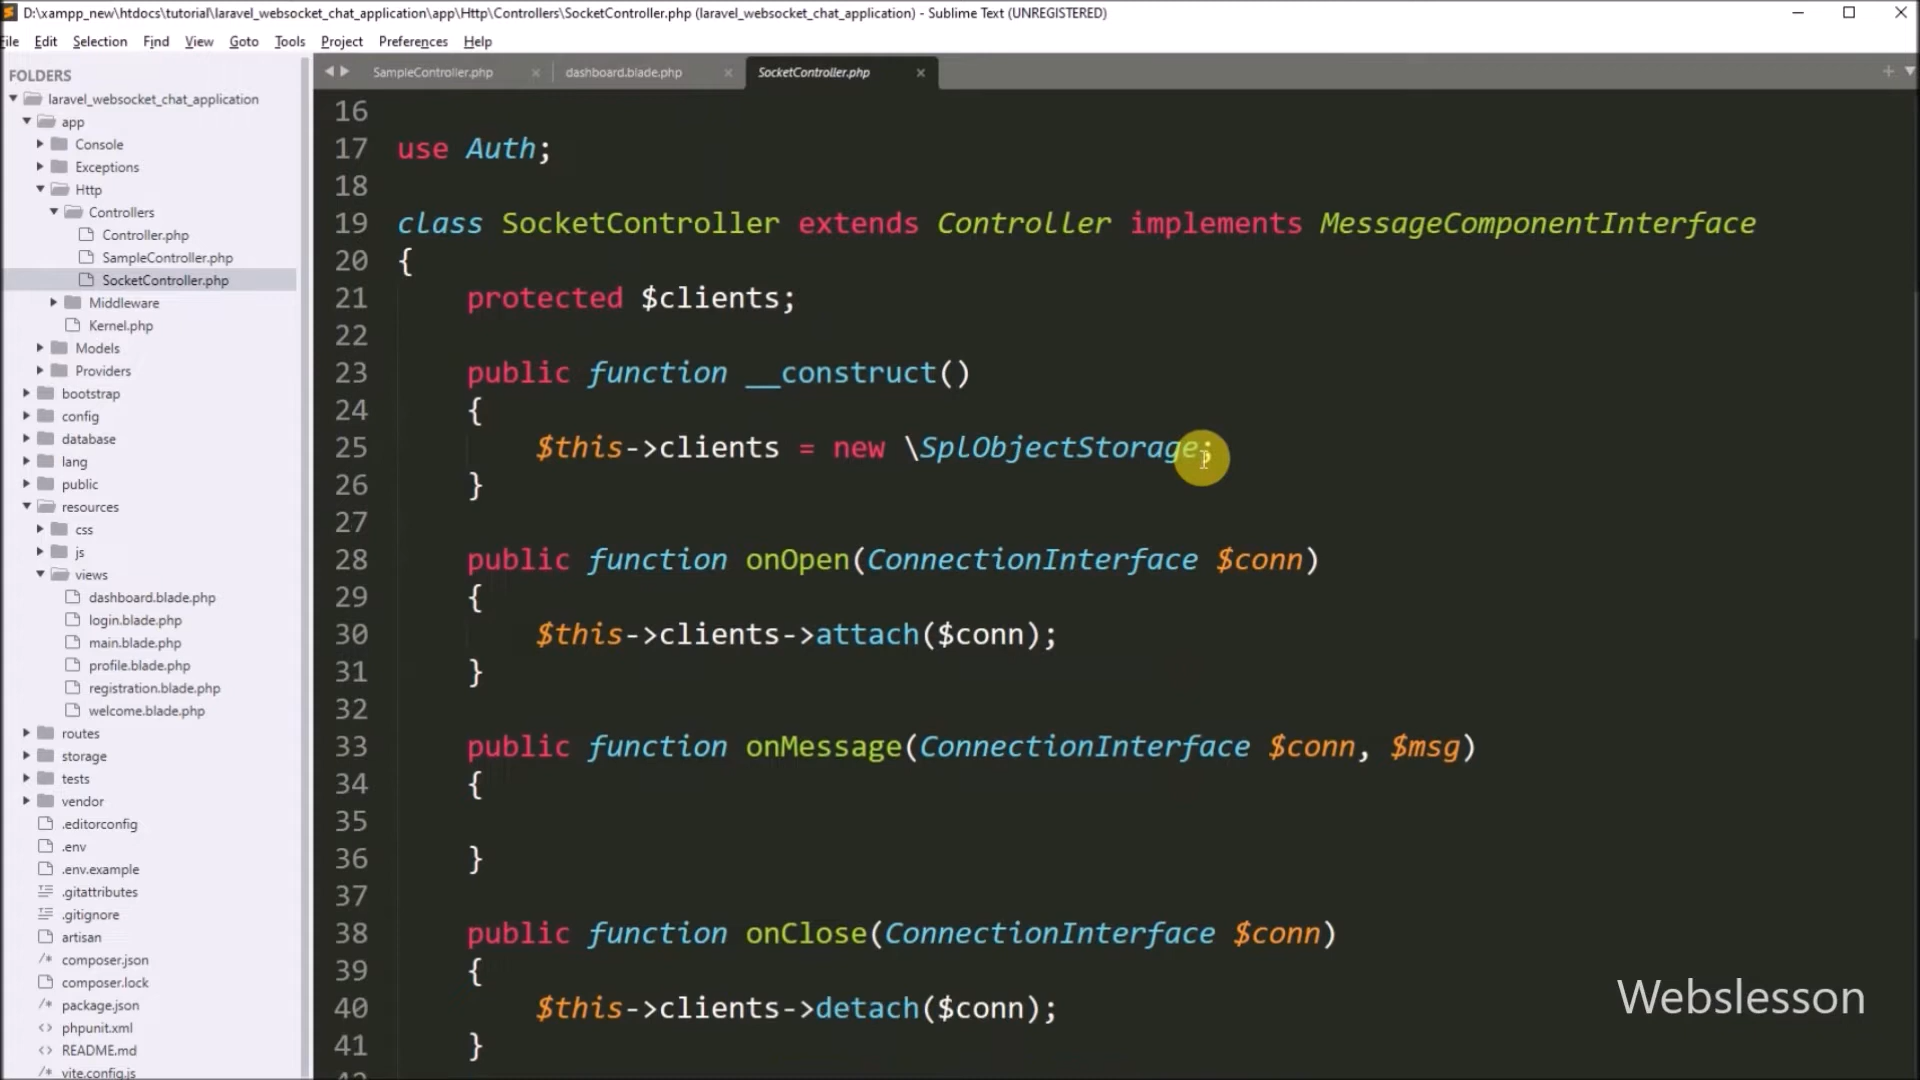 D:\xampp_new\htdocs\tutorial\laravel_websocket_chat_application\app\Http\Controllers\SocketController.php (laravel_websocket_chat_application) - Sublime Text (UNREGISTERED)
File Edit Selection Find View Goto Tools Project Preferences Help
FOLDERS
laravel_websocket_chat_application
app
Console
Exceptions
Http
Controllers
Controller.php
SampleController.php
SocketController.php
Middleware
Kernel.php
Models
Providers
bootstrap
config
database
lang
public
resources
css
js
views
dashboard.blade.php
login.blade.php
main.blade.php
profile.blade.php
registration.blade.php
welcome.blade.php
routes
storage
tests
vendor
.editorconfig
.env
.env.example
.gitattributes
.gitignore
artisan
composer.json
composer.lock
package.json
phpunit.xml
README.md
vite.config.js
SampleController.php dashboard.blade.php SocketController.php
16
17 use Auth;
18
19 class SocketController extends Controller implements MessageComponentInterface
20 {
21 protected $clients;
22
23 public function __construct()
24 {
25 $this->clients = new \SplObjectStorage;
26 }
27
28 public function onOpen(ConnectionInterface $conn)
29 {
30 $this->clients->attach($conn);
31 }
32
33 public function onMessage(ConnectionInterface $conn, $msg)
34 {
35
36 }
37
38 public function onClose(ConnectionInterface $conn)
39 {
40 $this->clients->detach($conn);
41 }
Webslesson